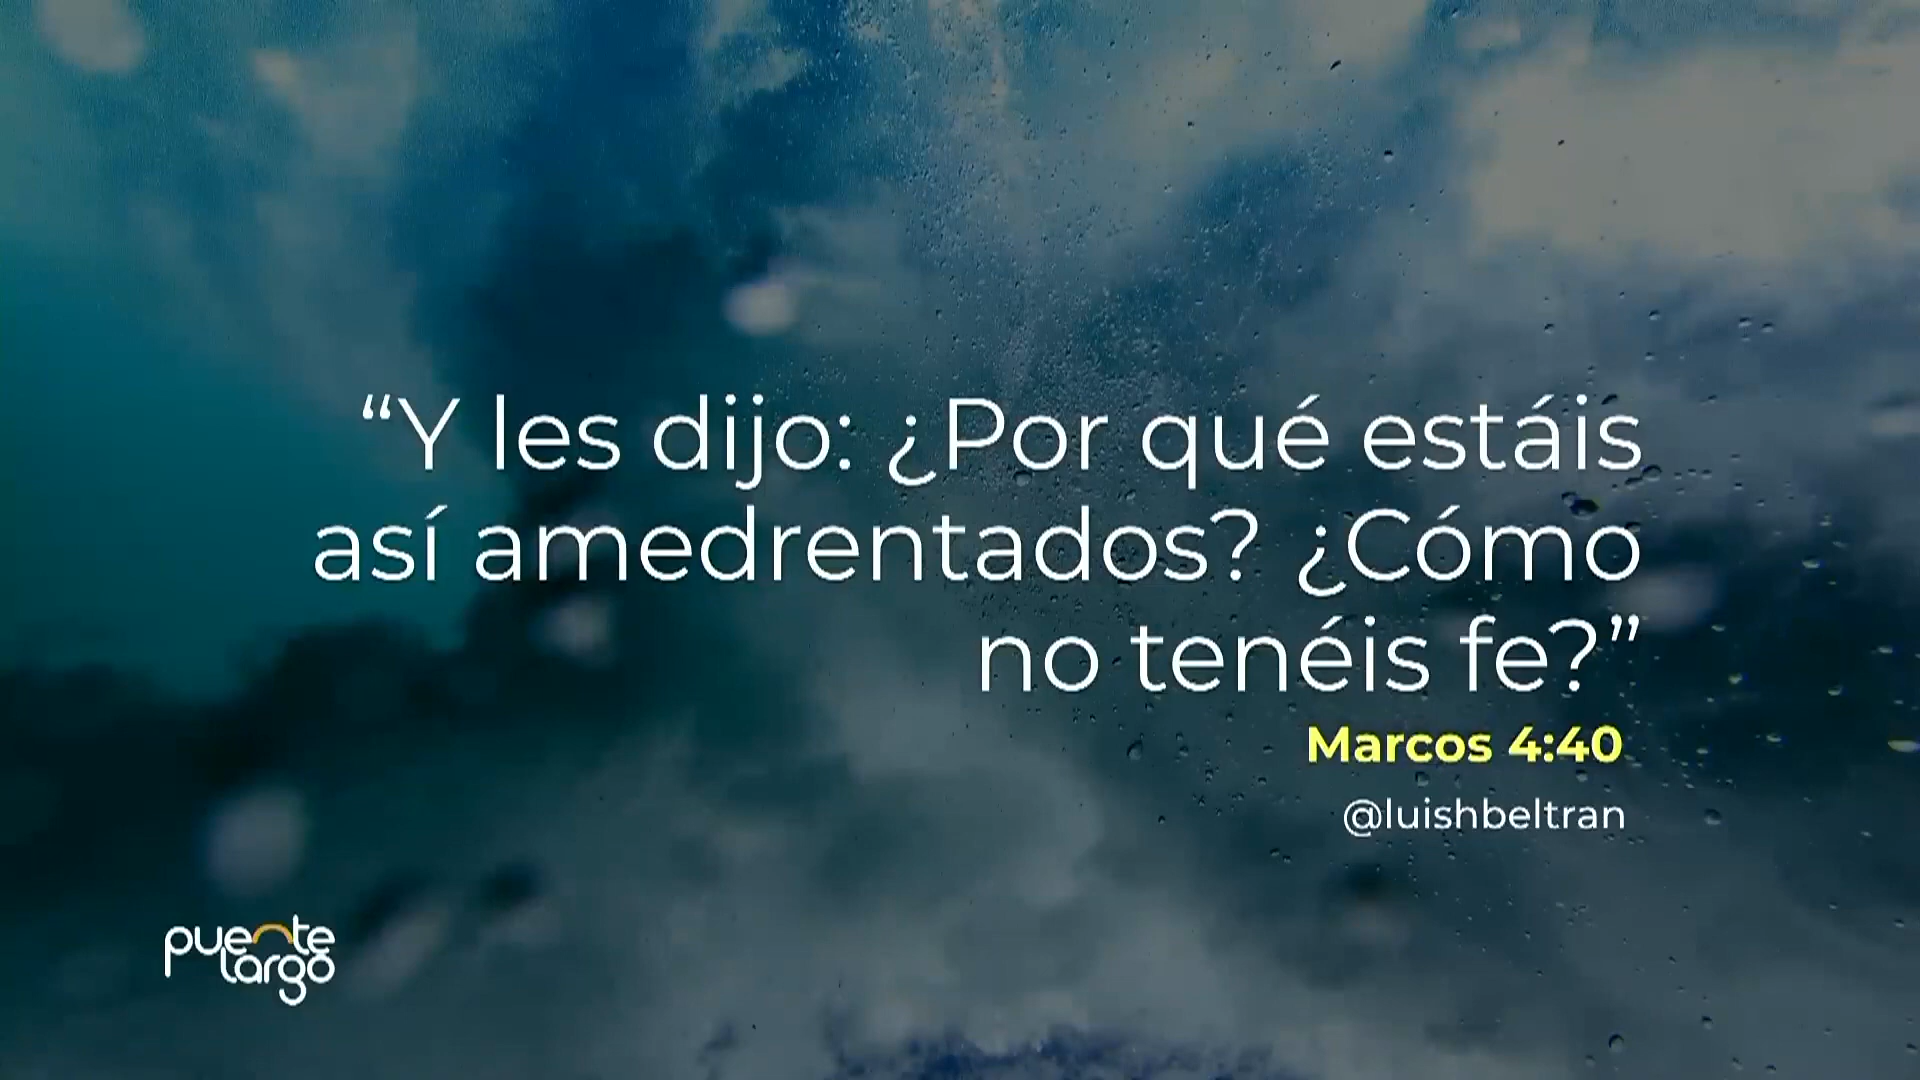 “Y les dijo: ¿Por qué estáis
así amedrentados? ¿Cómo
no tenéis fe?”
Marcos 4:40
@luishbeltran
puente
largo